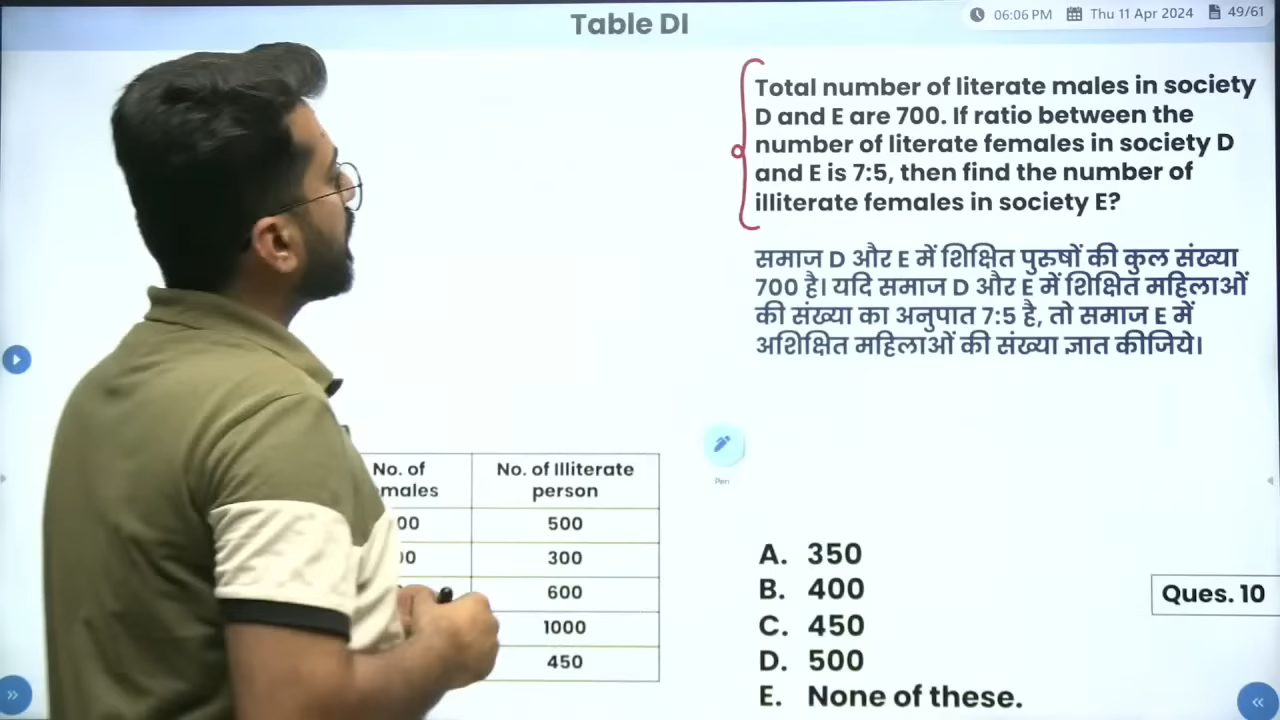 Table DI
06:06 PM Thu 11 Apr 2024 49/61
Total number of literate males in society
D and E are 700. If ratio between the
number of literate females in society D
and E is 7:5, then find the number of
illiterate females in society E?
समाज D और E में शिक्षित पुरुषों की कुल संख्या
700 है। यदि समाज D और E में शिक्षित महिलाओं
की संख्या का अनुपात 7:5 है, तो समाज E में
अशिक्षित महिलाओं की संख्या ज्ञात कीजिये।
Pen
No. of No. of Illiterate
males person
00 500
00 300
600
1000
450
A. 350
B. 400
C. 450
D. 500
E. None of these.
Ques. 10